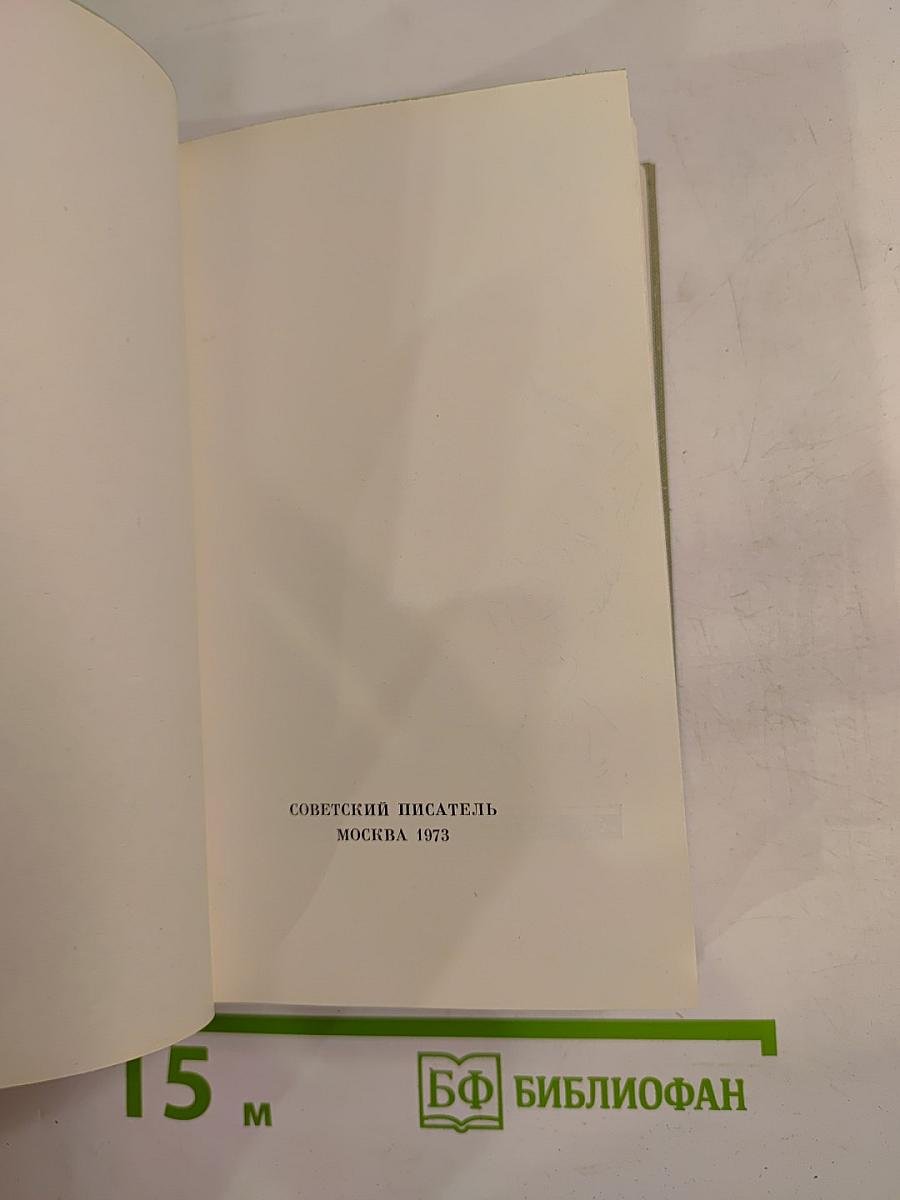 СОВЕТСКИЙ ПИСАТЕЛЬ
МОСКВА 1973
15 м
БФ БИБЛИОФАН